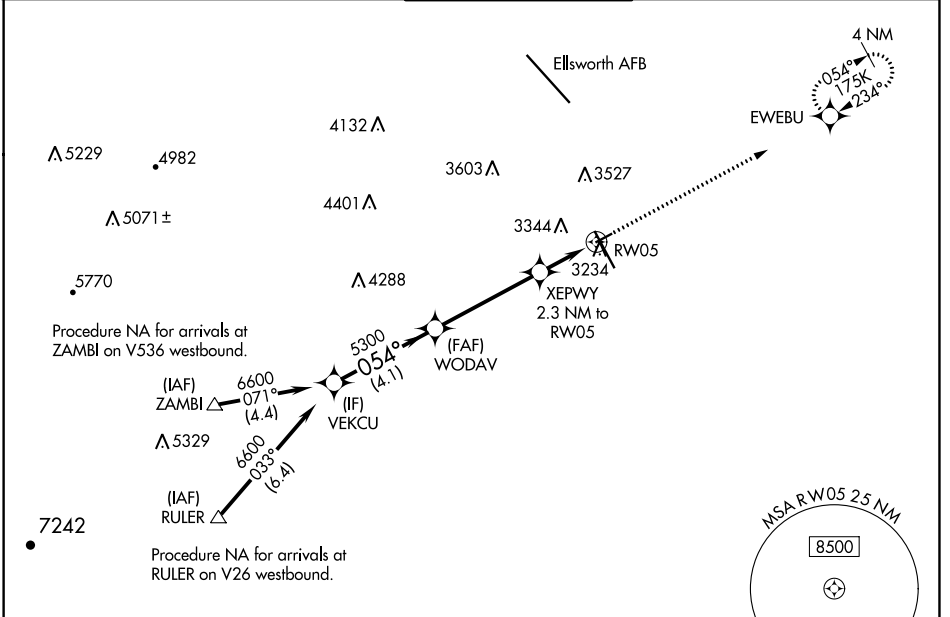 4 NM
Ellsworth AFB
054°
175K
234°
EWEBU
4132
5229
4982
3603
3527
4401
5071±
3344
RW05
3234
5770
4288
XEPWY
2.3 NM to
RW05
Procedure NA for arrivals at
ZAMBI on V536 westbound.
5300
054°
(4.1)
(FAF)
WODAV
(IAF)
ZAMBI
6600
071°
(4.4)
(IF)
VEKCU
5329
6600
033°
(6.4)
(IAF)
RULER
7242
Procedure NA for arrivals at
RULER on V26 westbound.
MSA RW05 25 NM
8500